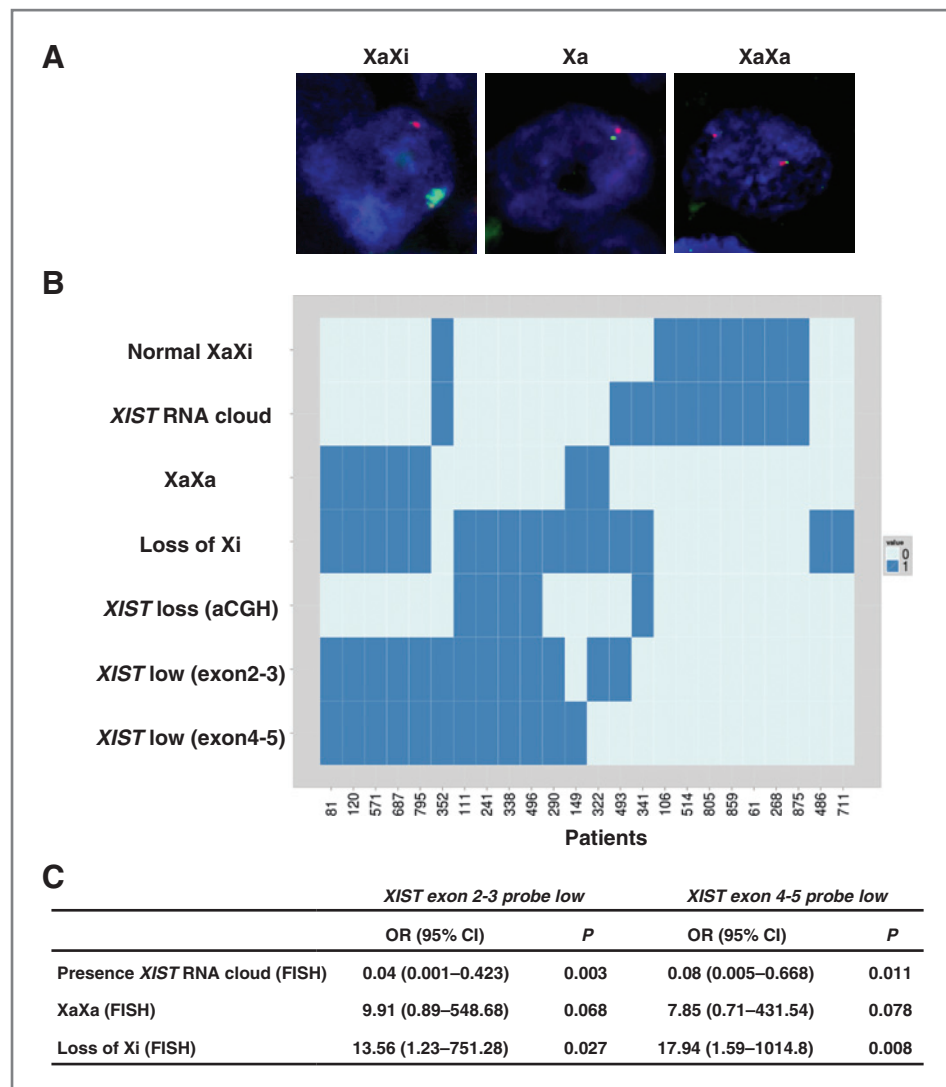 A
XaXi Xa XaXa
B
Normal XaXi
XIST RNA cloud
XaXa
Loss of Xi
XIST loss (aCGH)
XIST low (exon2-3)
XIST low (exon4-5)
value
0
1
81 120 571 687 795 352 111 241 338 496 290 149 322 493 341 106 514 805 859 61 268 875 486 711
Patients
C
XIST exon 2-3 probe low XIST exon 4-5 probe low
OR (95% CI) P OR (95% CI) P
Presence XIST RNA cloud (FISH) 0.04 (0.001–0.423) 0.003 0.08 (0.005–0.668) 0.011
XaXa (FISH) 9.91 (0.89–548.68) 0.068 7.85 (0.71–431.54) 0.078
Loss of Xi (FISH) 13.56 (1.23–751.28) 0.027 17.94 (1.59–1014.8) 0.008